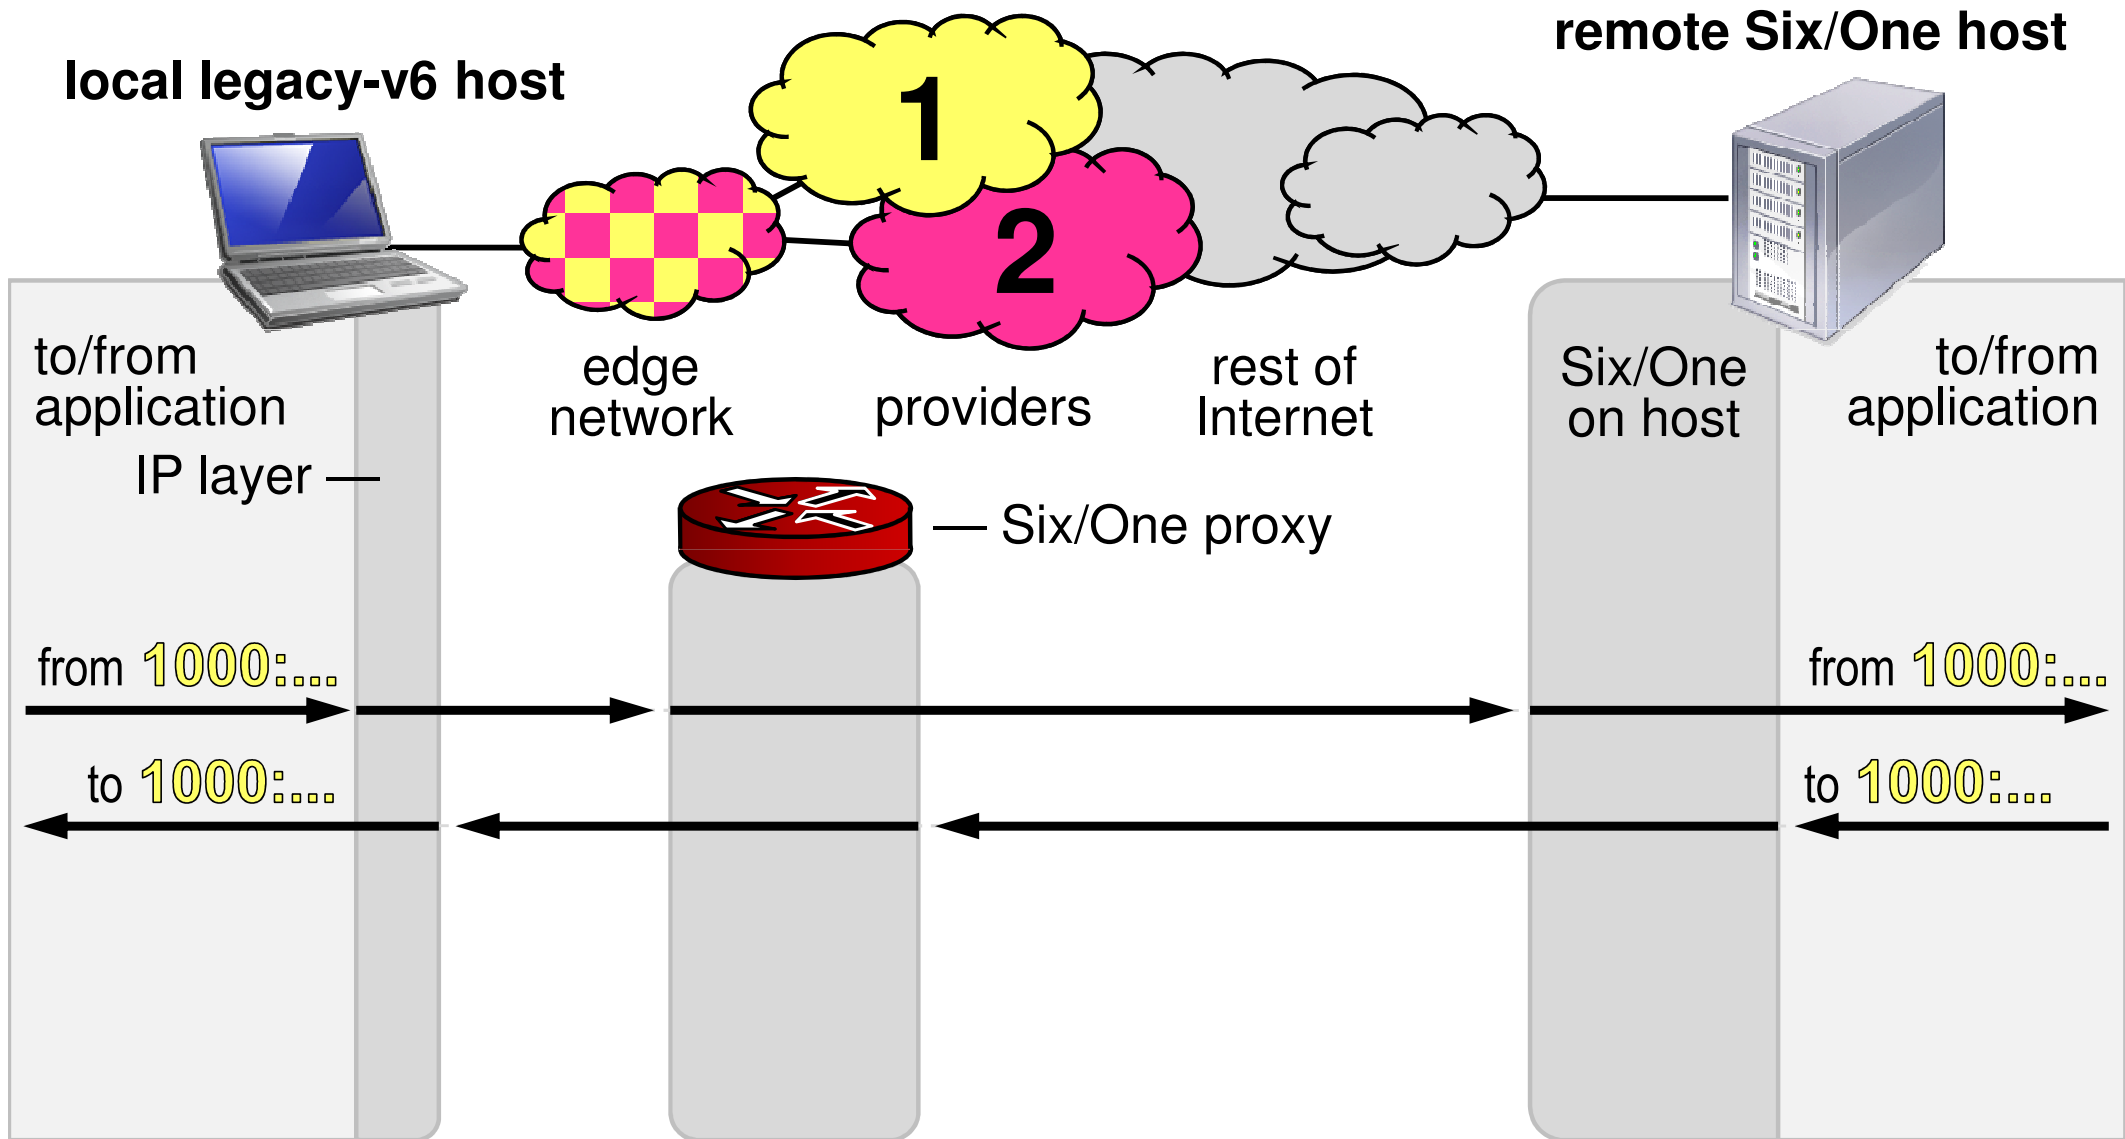 remote Six/One host
local legacy-v6 host
1
2
to/from
application
IP layer
edge
network
providers
rest of
Internet
Six/One
on host
to/from
application
Six/One proxy
from 1000:...
from 1000:...
to 1000:...
to 1000:...